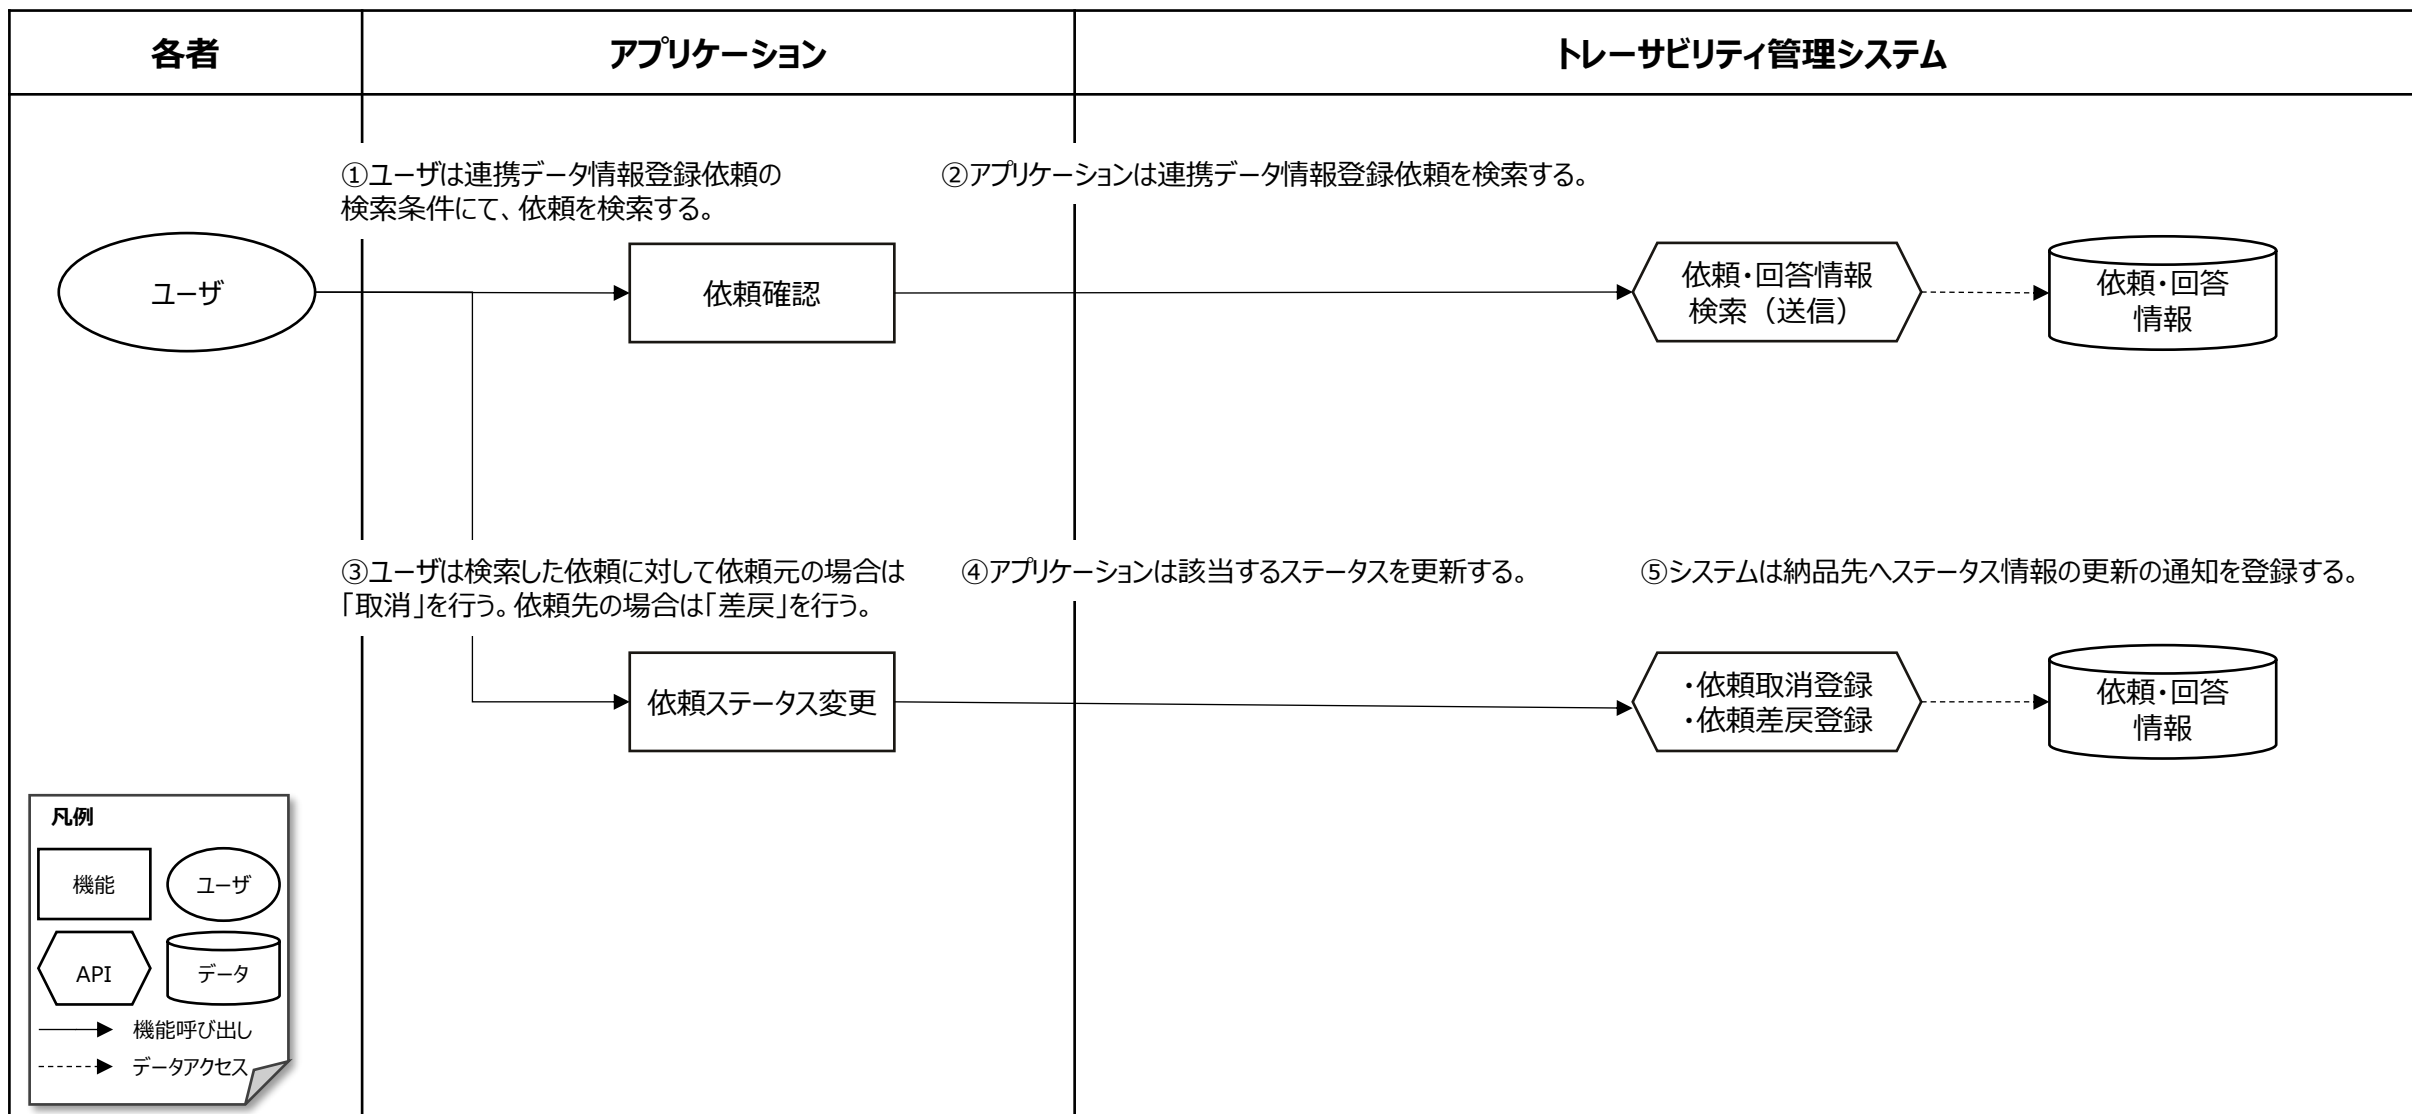 各者
アプリケーション
トレーサビリティ管理システム
①ユーザは連携データ情報登録依頼の
検索条件にて、依頼を検索する。
②アプリケーションは連携データ情報登録依頼を検索する。
ユーザ
依頼確認
依頼・回答情報
検索（送信）
依頼・回答
情報
③ユーザは検索した依頼に対して依頼元の場合は
「取消」を行う。依頼先の場合は「差戻」を行う。
④アプリケーションは該当するステータスを更新する。
⑤システムは納品先へステータス情報の更新の通知を登録する。
依頼ステータス変更
・依頼取消登録
・依頼差戻登録
依頼・回答
情報
凡例
機能
ユーザ
API
データ
機能呼び出し
データアクセス